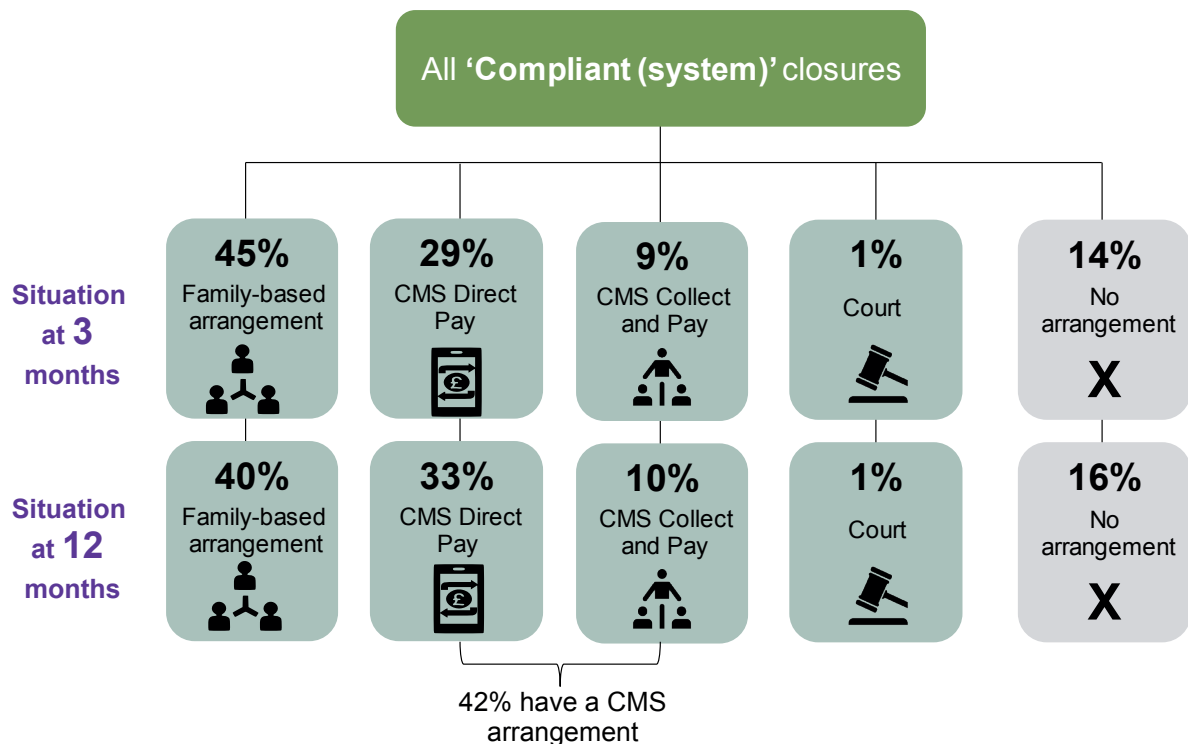 All ‘Compliant (system)’ closures
Situation
at 3
months
45%
Family-based
arrangement
29%
CMS Direct
Pay
£
9%
CMS Collect
and Pay
1%
Court
14%
No
arrangement
X
Situation
at 12
months
40%
Family-based
arrangement
33%
CMS Direct
Pay
£
10%
CMS Collect
and Pay
1%
Court
16%
No
arrangement
X
42% have a CMS
arrangement